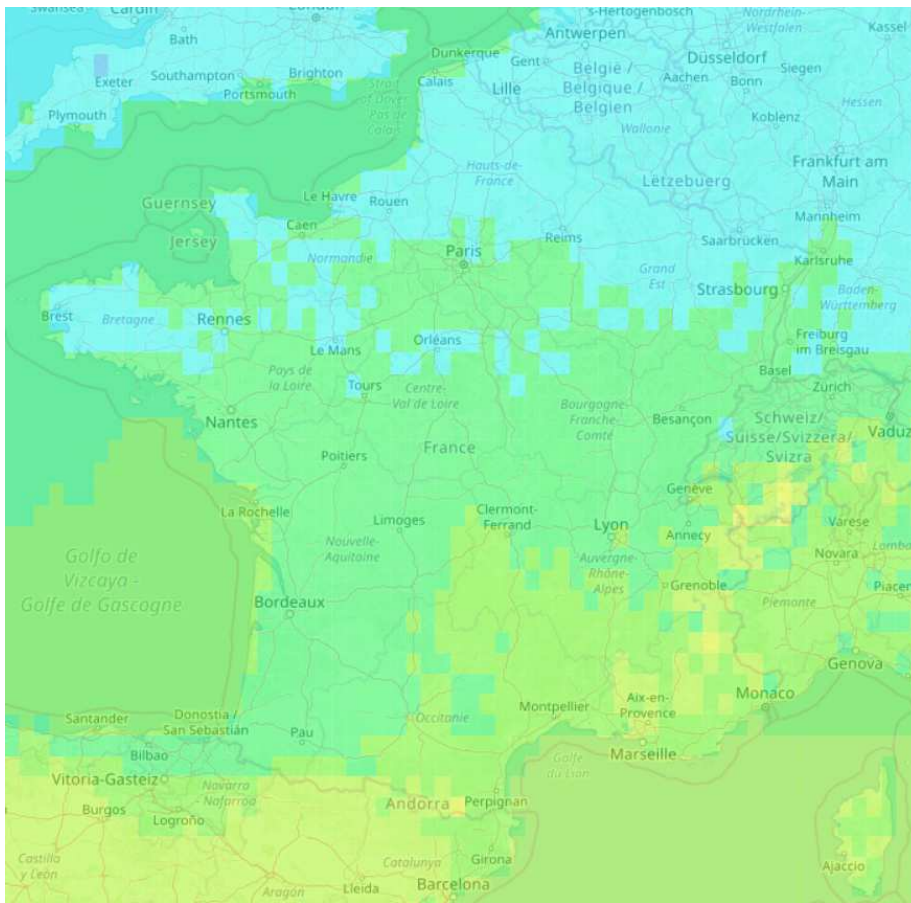 Swansea
Cardiff
London
Bath
Exeter
Southampton
Brighton
Portsmouth
Plymouth
Strait
of Dover
Pas de
Calais
Dunkerque
Calais
's-Hertogenbosch
Antwerpen
Gent
België /
Belgique /
Belgien
Lille
Nordrhein-
Westfalen
Kassel
Düsseldorf
Aachen
Siegen
Bonn
Koblenz
Hessen
Wallonie
Hauts-de-
France
Lëtzebuerg
Frankfurt am
Main
Mannheim
Guernsey
Jersey
Le Havre
Rouen
Caen
Normandie
Paris
Reims
Saarbrücken
Karlsruhe
Grand
Est
Strasbourg
Baden-
Württemberg
Brest
Bretagne
Rennes
Le Mans
Orléans
Freiburg
im Breisgau
Basel
Zürich
Pays de
la Loire
Tours
Centre-
Val de Loire
Nantes
Bourgogne-
Franche-
Comté
Besançon
Schweiz/
Suisse/Svizzera/
Svizra
Vaduz
France
Poitiers
Genève
La Rochelle
Limoges
Clermont-
Ferrand
Lyon
Annecy
Varese
Nouvelle-
Aquitaine
Novara
Golfo de
Vizcaya -
Golfe de Gascogne
Auvergne-
Rhône-
Alpes
Grenoble
Piacen
Bordeaux
Piemonte
Genova
Santander
Donostia /
San Sebastián
Pau
Occitanie
Montpellier
Aix-en-
Provence
Monaco
Marseille
Bilbao
Golfe
du Lion
Vitoria-Gasteiz
Navarra
- Nafarroa
Burgos
Logroño
Andorra
Perpignan
Castilla
y León
Catalunya
Girona
Aragón
Lleida
Barcelona
Ajaccio